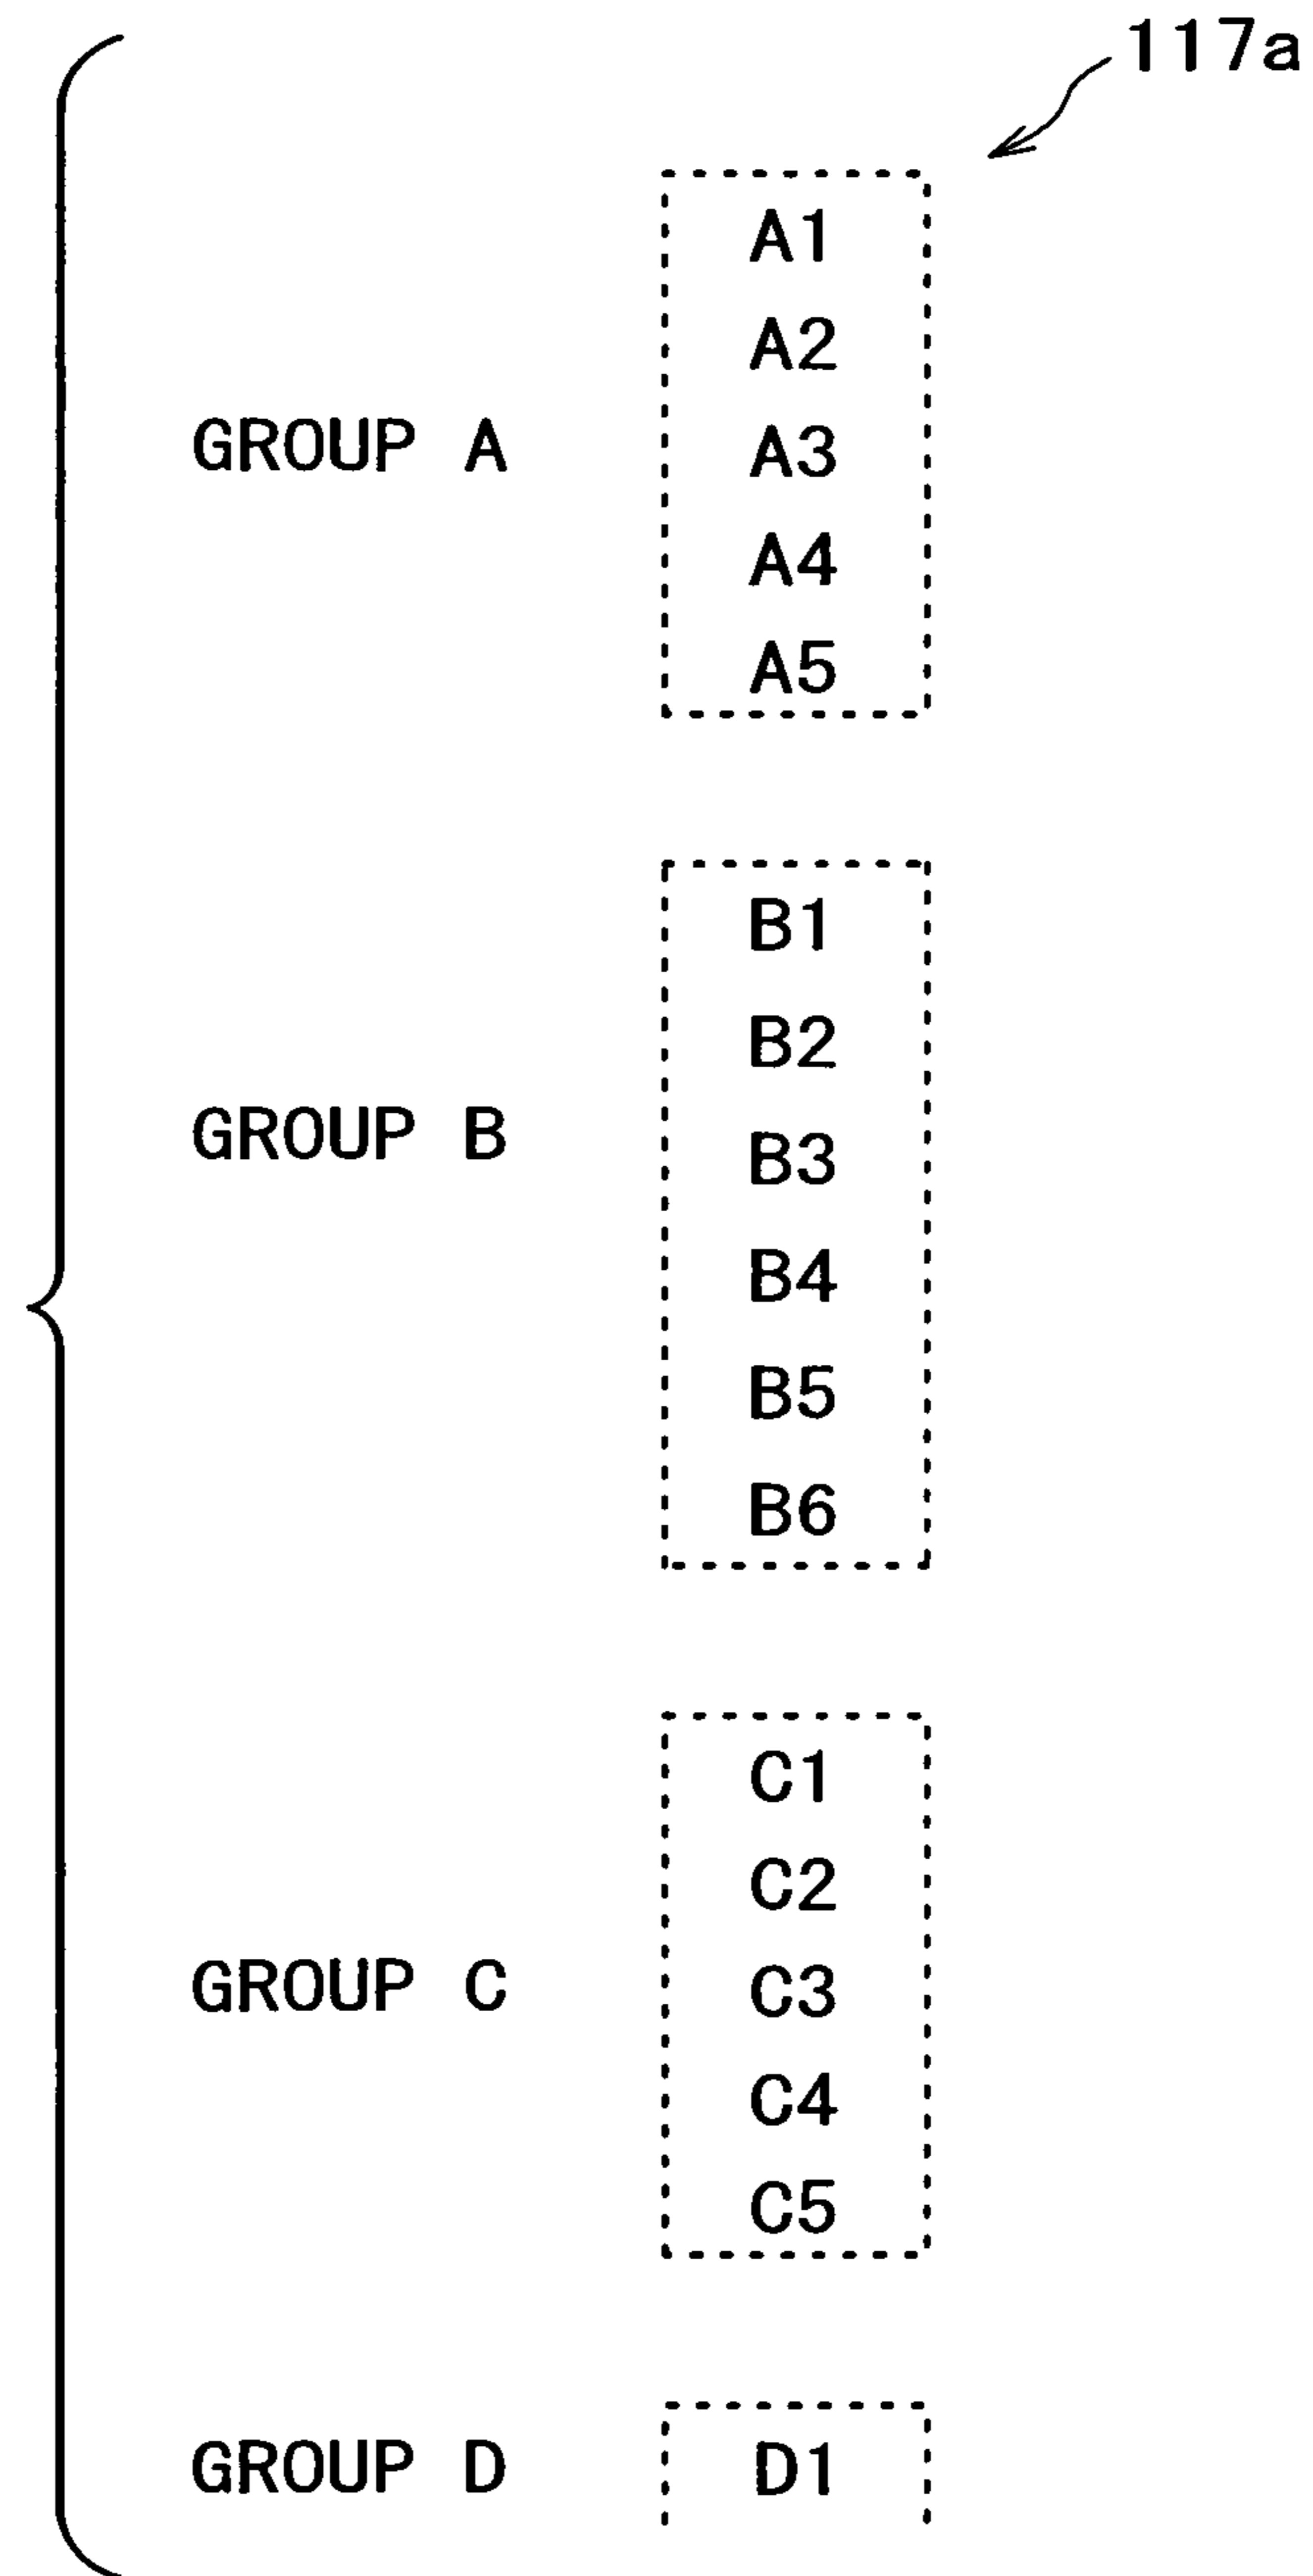 117a
A1
A2
GROUP A A3
A4
A5
B1
B2
GROUP B B3
B4
B5
B6
C1
C2
GROUP C C3
C4
C5
GROUP D D1